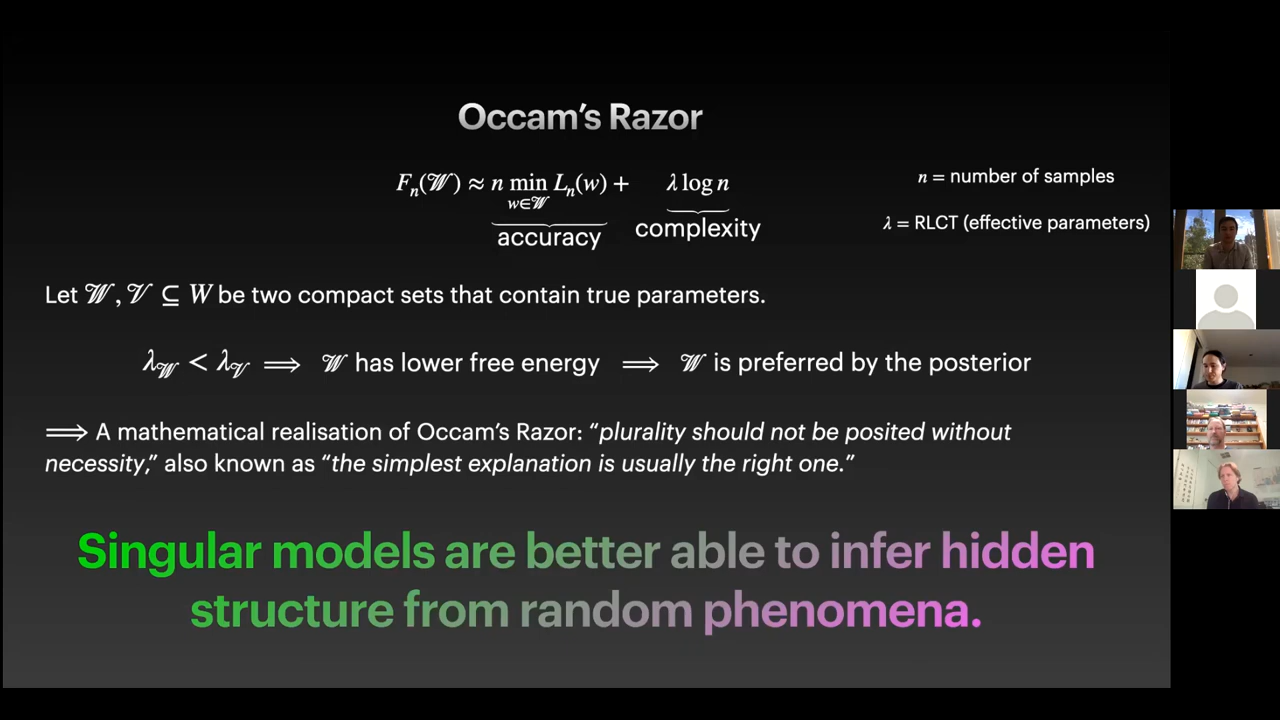 Occam's Razor
Fₙ(𝒲) ≈ n min_{w∈𝒲} Lₙ(w) + λ log n
accuracy
complexity
n = number of samples
λ = RLCT (effective parameters)
Let 𝒲, 𝒱 ⊆ W be two compact sets that contain true parameters.
λ_𝒲 < λ_𝒱 ⟹ 𝒲 has lower free energy ⟹ 𝒲 is preferred by the posterior
⟹ A mathematical realisation of Occam's Razor: “plurality should not be posited without
necessity,” also known as “the simplest explanation is usually the right one.”
Singular models are better able to infer hidden
structure from random phenomena.